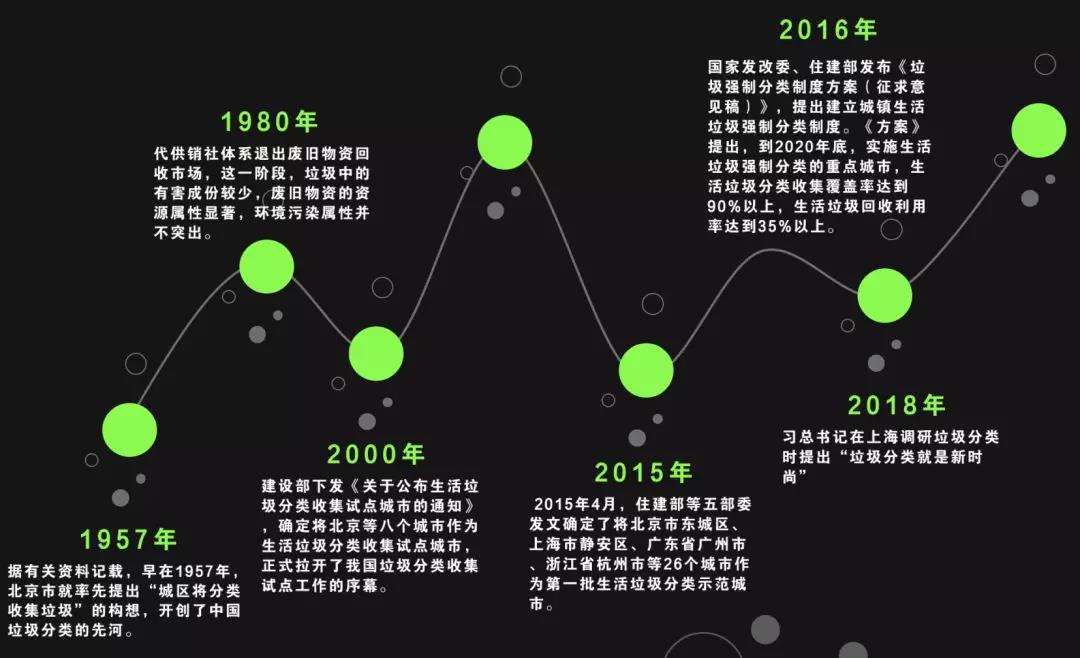 1957年
据有关资料记载，早在1957年，
北京市就率先提出“城区将分类
收集垃圾”的构想，开创了中国
垃圾分类的先河。
1980年
代供销社体系退出废旧物资回
收市场，这一阶段，垃圾中的
有害成份较少，废旧物资的资
源属性显著，环境污染属性并
不突出。
2000年
建设部下发《关于公布生活垃
圾分类收集试点城市的通知》
，确定将北京等八个城市作为
生活垃圾分类收集试点城市，
正式拉开了我国垃圾分类收集
试点工作的序幕。
2015年
2015年4月，住建部等五部委
发文确定了将北京市东城区、
上海市静安区、广东省广州市
、浙江省杭州市等26个城市作
为第一批生活垃圾分类示范城
市。
2016年
国家发改委、住建部发布《垃
圾强制分类制度方案（征求意
见稿）》，提出建立城镇生活
垃圾强制分类制度。《方案》
提出，到2020年底，实施生活
垃圾强制分类的重点城市，生
活垃圾分类收集覆盖率达到
90%以上，生活垃圾回收利用
率达到35%以上。
2018年
习总书记在上海调研垃圾分类
时提出“垃圾分类就是新时
尚”